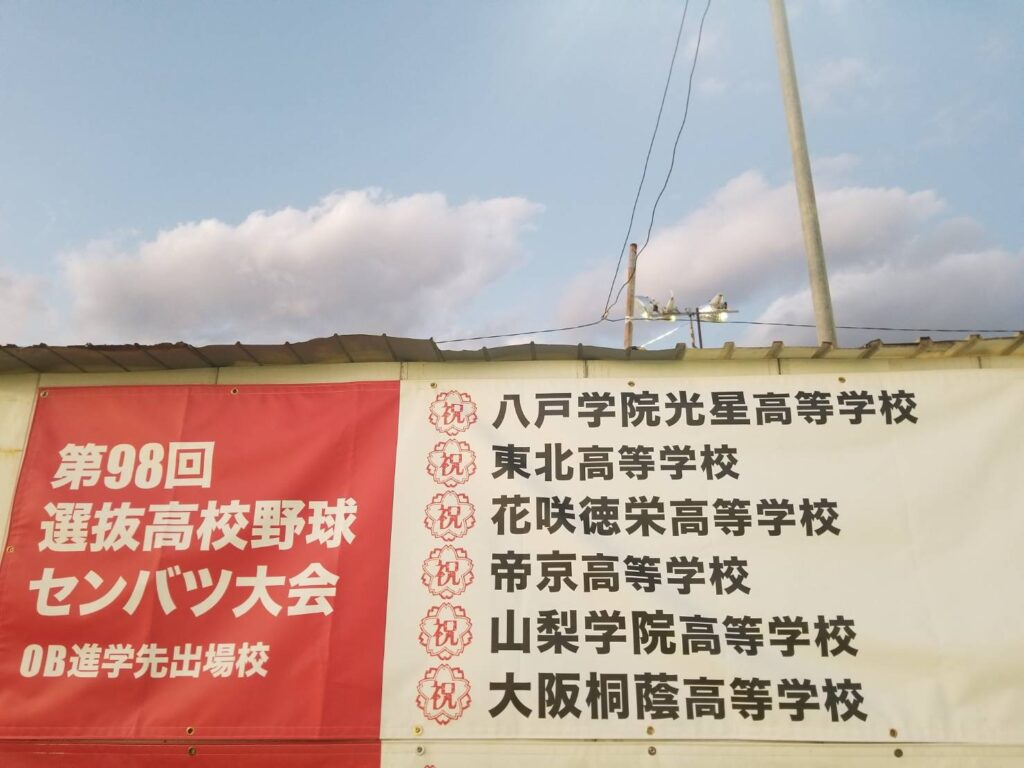 第98回
選抜高校野球
センバツ大会
OB進学先出場校
祝 八戸学院光星高等学校
祝 東北高等学校
祝 花咲徳栄高等学校
祝 帝京高等学校
祝 山梨学院高等学校
祝 大阪桐蔭高等学校